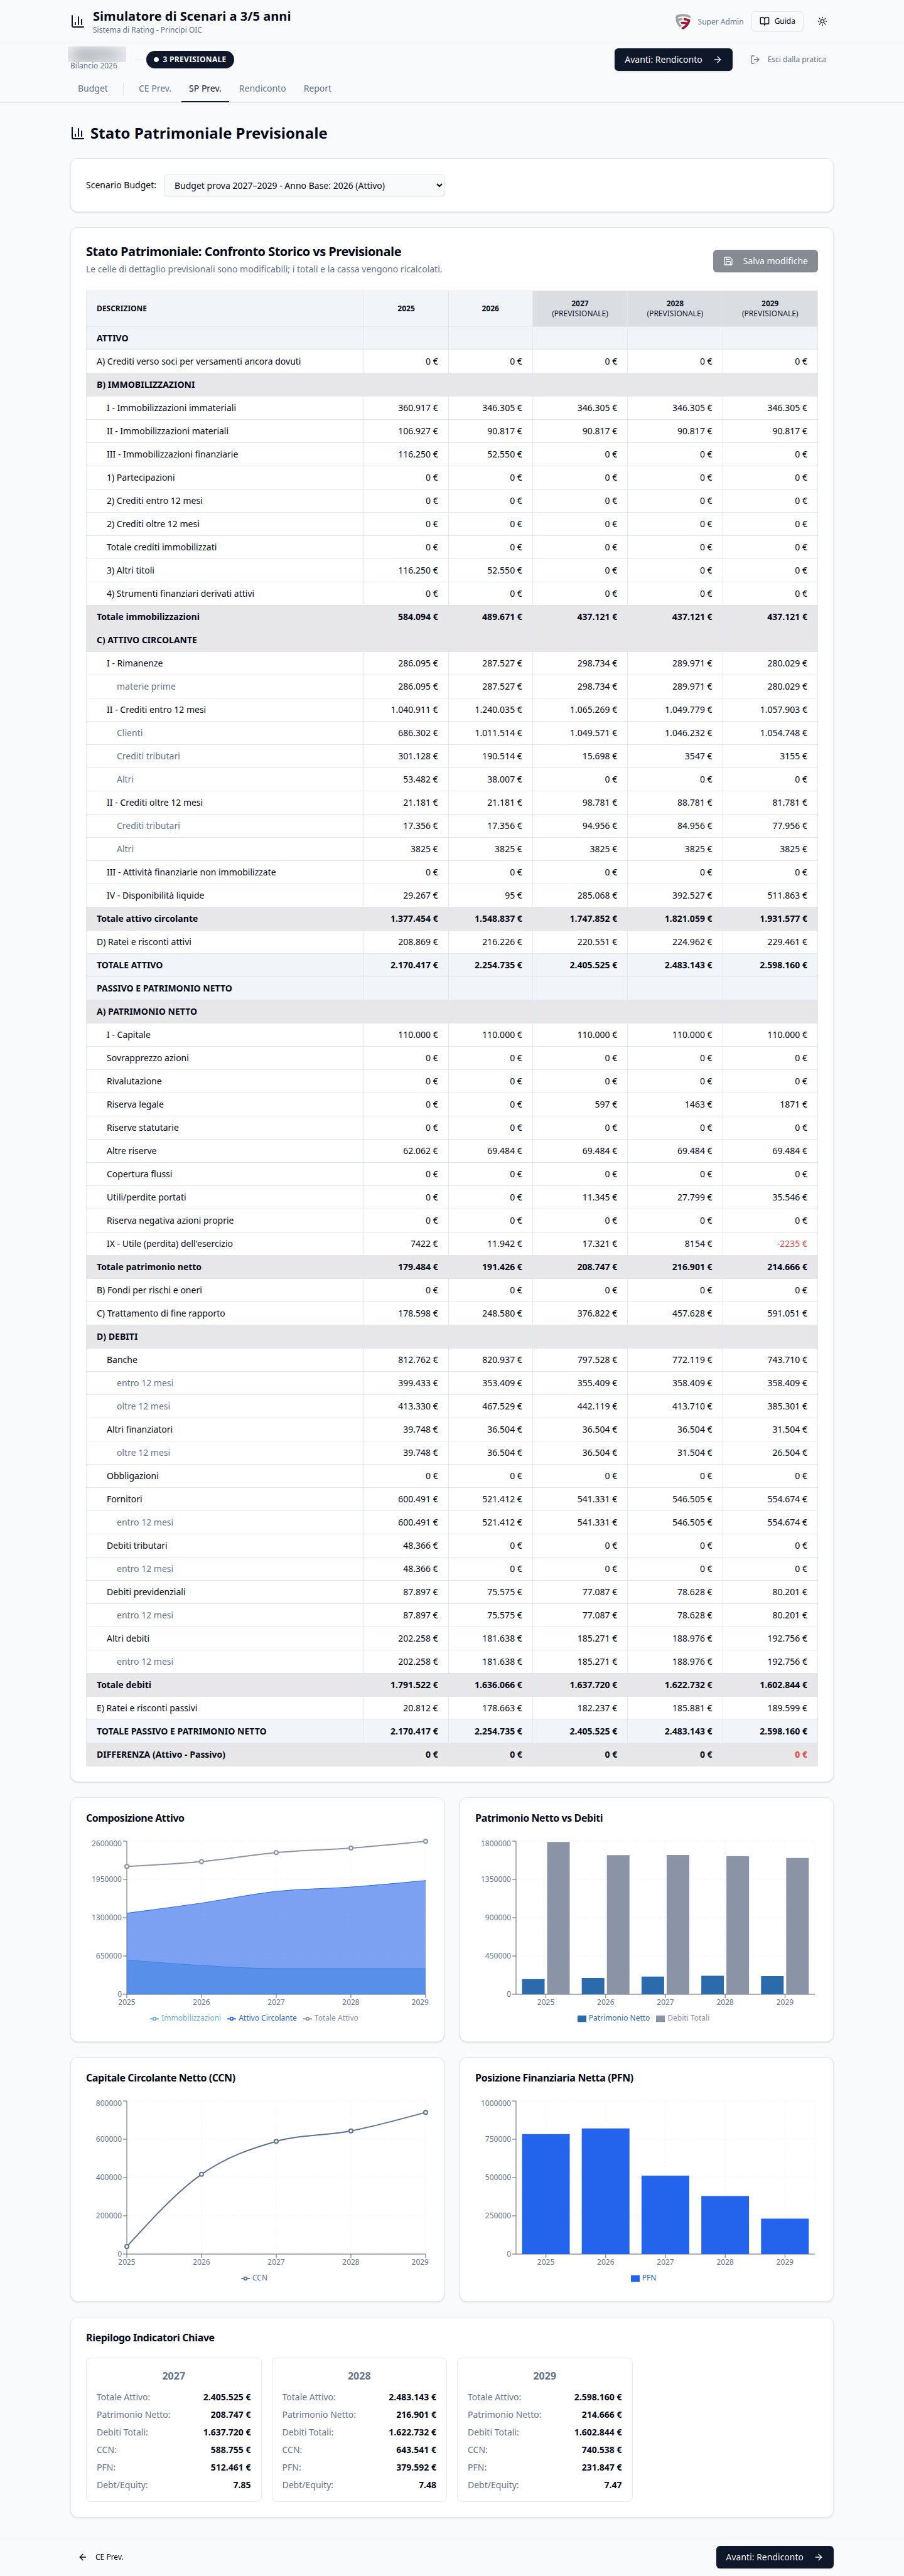 Simulatore di Scenari a 3/5 anni
Sistema di Rating - Principi OIC
Super Admin
Guida
Bilancio 2026
3 PREVISIONALE
Avanti: Rendiconto
Esci dalla pratica
Budget CE Prev. SP Prev. Rendiconto Report
Stato Patrimoniale Previsionale
Scenario Budget: Budget prova 2027–2029 - Anno Base: 2026 (Attivo)
Stato Patrimoniale: Confronto Storico vs Previsionale
Le celle di dettaglio previsionali sono modificabili; i totali e la cassa vengono ricalcolati.
Salva modifiche
DESCRIZIONE 2025 2026 2027 (PREVISIONALE) 2028 (PREVISIONALE) 2029 (PREVISIONALE)
ATTIVO
A) Crediti verso soci per versamenti ancora dovuti 0 € 0 € 0 € 0 € 0 €
B) IMMOBILIZZAZIONI
I - Immobilizzazioni immateriali 360.917 € 346.305 € 346.305 € 346.305 € 346.305 €
II - Immobilizzazioni materiali 106.927 € 90.817 € 90.817 € 90.817 € 90.817 €
III - Immobilizzazioni finanziarie 116.250 € 52.550 € 0 € 0 € 0 €
1) Partecipazioni 0 € 0 € 0 € 0 € 0 €
2) Crediti entro 12 mesi 0 € 0 € 0 € 0 € 0 €
2) Crediti oltre 12 mesi 0 € 0 € 0 € 0 € 0 €
Totale crediti immobilizzati 0 € 0 € 0 € 0 € 0 €
3) Altri titoli 116.250 € 52.550 € 0 € 0 € 0 €
4) Strumenti finanziari derivati attivi 0 € 0 € 0 € 0 € 0 €
Totale immobilizzazioni 584.094 € 489.671 € 437.121 € 437.121 € 437.121 €
C) ATTIVO CIRCOLANTE
I - Rimanenze 286.095 € 287.527 € 298.734 € 289.971 € 280.029 €
materie prime 286.095 € 287.527 € 298.734 € 289.971 € 280.029 €
II - Crediti entro 12 mesi 1.040.911 € 1.240.035 € 1.065.269 € 1.049.779 € 1.057.903 €
Clienti 686.302 € 1.011.514 € 1.049.571 € 1.046.232 € 1.054.748 €
Crediti tributari 301.128 € 190.514 € 15.698 € 3547 € 3155 €
Altri 53.482 € 38.007 € 0 € 0 € 0 €
II - Crediti oltre 12 mesi 21.181 € 21.181 € 98.781 € 88.781 € 81.781 €
Crediti tributari 17.356 € 17.356 € 94.956 € 84.956 € 77.956 €
Altri 3825 € 3825 € 3825 € 3825 € 3825 €
III - Attività finanziarie non immobilizzate 0 € 0 € 0 € 0 € 0 €
IV - Disponibilità liquide 29.267 € 95 € 285.068 € 392.527 € 511.863 €
Totale attivo circolante 1.377.454 € 1.548.837 € 1.747.852 € 1.821.059 € 1.931.577 €
D) Ratei e risconti attivi 208.869 € 216.226 € 220.551 € 224.962 € 229.461 €
TOTALE ATTIVO 2.170.417 € 2.254.735 € 2.405.525 € 2.483.143 € 2.598.160 €
PASSIVO E PATRIMONIO NETTO
A) PATRIMONIO NETTO
I - Capitale 110.000 € 110.000 € 110.000 € 110.000 € 110.000 €
Sovrapprezzo azioni 0 € 0 € 0 € 0 € 0 €
Rivalutazione 0 € 0 € 0 € 0 € 0 €
Riserva legale 0 € 0 € 597 € 1463 € 1871 €
Riserve statutarie 0 € 0 € 0 € 0 € 0 €
Altre riserve 62.062 € 69.484 € 69.484 € 69.484 € 69.484 €
Copertura flussi 0 € 0 € 0 € 0 € 0 €
Utili/perdite portati 0 € 0 € 11.345 € 27.799 € 35.546 €
Riserva negativa azioni proprie 0 € 0 € 0 € 0 € 0 €
IX - Utile (perdita) dell'esercizio 7422 € 11.942 € 17.321 € 8154 € -2235 €
Totale patrimonio netto 179.484 € 191.426 € 208.747 € 216.901 € 214.666 €
B) Fondi per rischi e oneri 0 € 0 € 0 € 0 € 0 €
C) Trattamento di fine rapporto 178.598 € 248.580 € 376.822 € 457.628 € 591.051 €
D) DEBITI
Banche 812.762 € 820.937 € 797.528 € 772.119 € 743.710 €
entro 12 mesi 399.433 € 353.409 € 355.409 € 358.409 € 358.409 €
oltre 12 mesi 413.330 € 467.529 € 442.119 € 413.710 € 385.301 €
Altri finanziatori 39.748 € 36.504 € 36.504 € 36.504 € 31.504 €
oltre 12 mesi 39.748 € 36.504 € 36.504 € 31.504 € 26.504 €
Obbligazioni 0 € 0 € 0 € 0 € 0 €
Fornitori 600.491 € 521.412 € 541.331 € 546.505 € 554.674 €
entro 12 mesi 600.491 € 521.412 € 541.331 € 546.505 € 554.674 €
Debiti tributari 48.366 € 0 € 0 € 0 € 0 €
entro 12 mesi 48.366 € 0 € 0 € 0 € 0 €
Debiti previdenziali 87.897 € 75.575 € 77.087 € 78.628 € 80.201 €
entro 12 mesi 87.897 € 75.575 € 77.087 € 78.628 € 80.201 €
Altri debiti 202.258 € 181.638 € 185.271 € 188.976 € 192.756 €
entro 12 mesi 202.258 € 181.638 € 185.271 € 188.976 € 192.756 €
Totale debiti 1.791.522 € 1.636.066 € 1.637.720 € 1.622.732 € 1.602.844 €
E) Ratei e risconti passivi 20.812 € 178.663 € 182.237 € 185.881 € 189.599 €
TOTALE PASSIVO E PATRIMONIO NETTO 2.170.417 € 2.254.735 € 2.405.525 € 2.483.143 € 2.598.160 €
DIFFERENZA (Attivo - Passivo) 0 € 0 € 0 € 0 € 0 €
Composizione Attivo
2600000
1950000
1300000
650000
0
2025 2026 2027 2028 2029
Immobilizzazioni Attivo Circolante Totale Attivo
Patrimonio Netto vs Debiti
1800000
1350000
900000
450000
0
2025 2026 2027 2028 2029
Patrimonio Netto Debiti Totali
Capitale Circolante Netto (CCN)
800000
600000
400000
200000
0
2025 2026 2027 2028 2029
CCN
Posizione Finanziaria Netta (PFN)
1000000
750000
500000
250000
0
2025 2026 2027 2028 2029
PFN
Riepilogo Indicatori Chiave
2027
Totale Attivo: 2.405.525 €
Patrimonio Netto: 208.747 €
Debiti Totali: 1.637.720 €
CCN: 588.755 €
PFN: 512.461 €
Debt/Equity: 7.85
2028
Totale Attivo: 2.483.143 €
Patrimonio Netto: 216.901 €
Debiti Totali: 1.622.732 €
CCN: 643.541 €
PFN: 379.592 €
Debt/Equity: 7.48
2029
Totale Attivo: 2.598.160 €
Patrimonio Netto: 214.666 €
Debiti Totali: 1.602.844 €
CCN: 740.538 €
PFN: 231.847 €
Debt/Equity: 7.47
CE Prev.
Avanti: Rendiconto